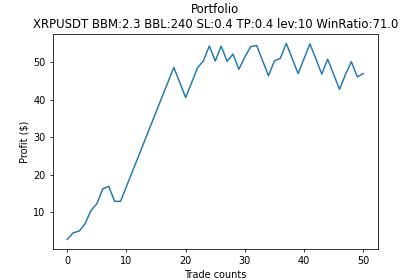 Portfolio
XRPUSDT BBM:2.3 BBL:240 SL:0.4 TP:0.4 lev:10 WinRatio:71.0
50
40
30
20
10
Profit ($)
0 10 20 30 40 50
Trade counts